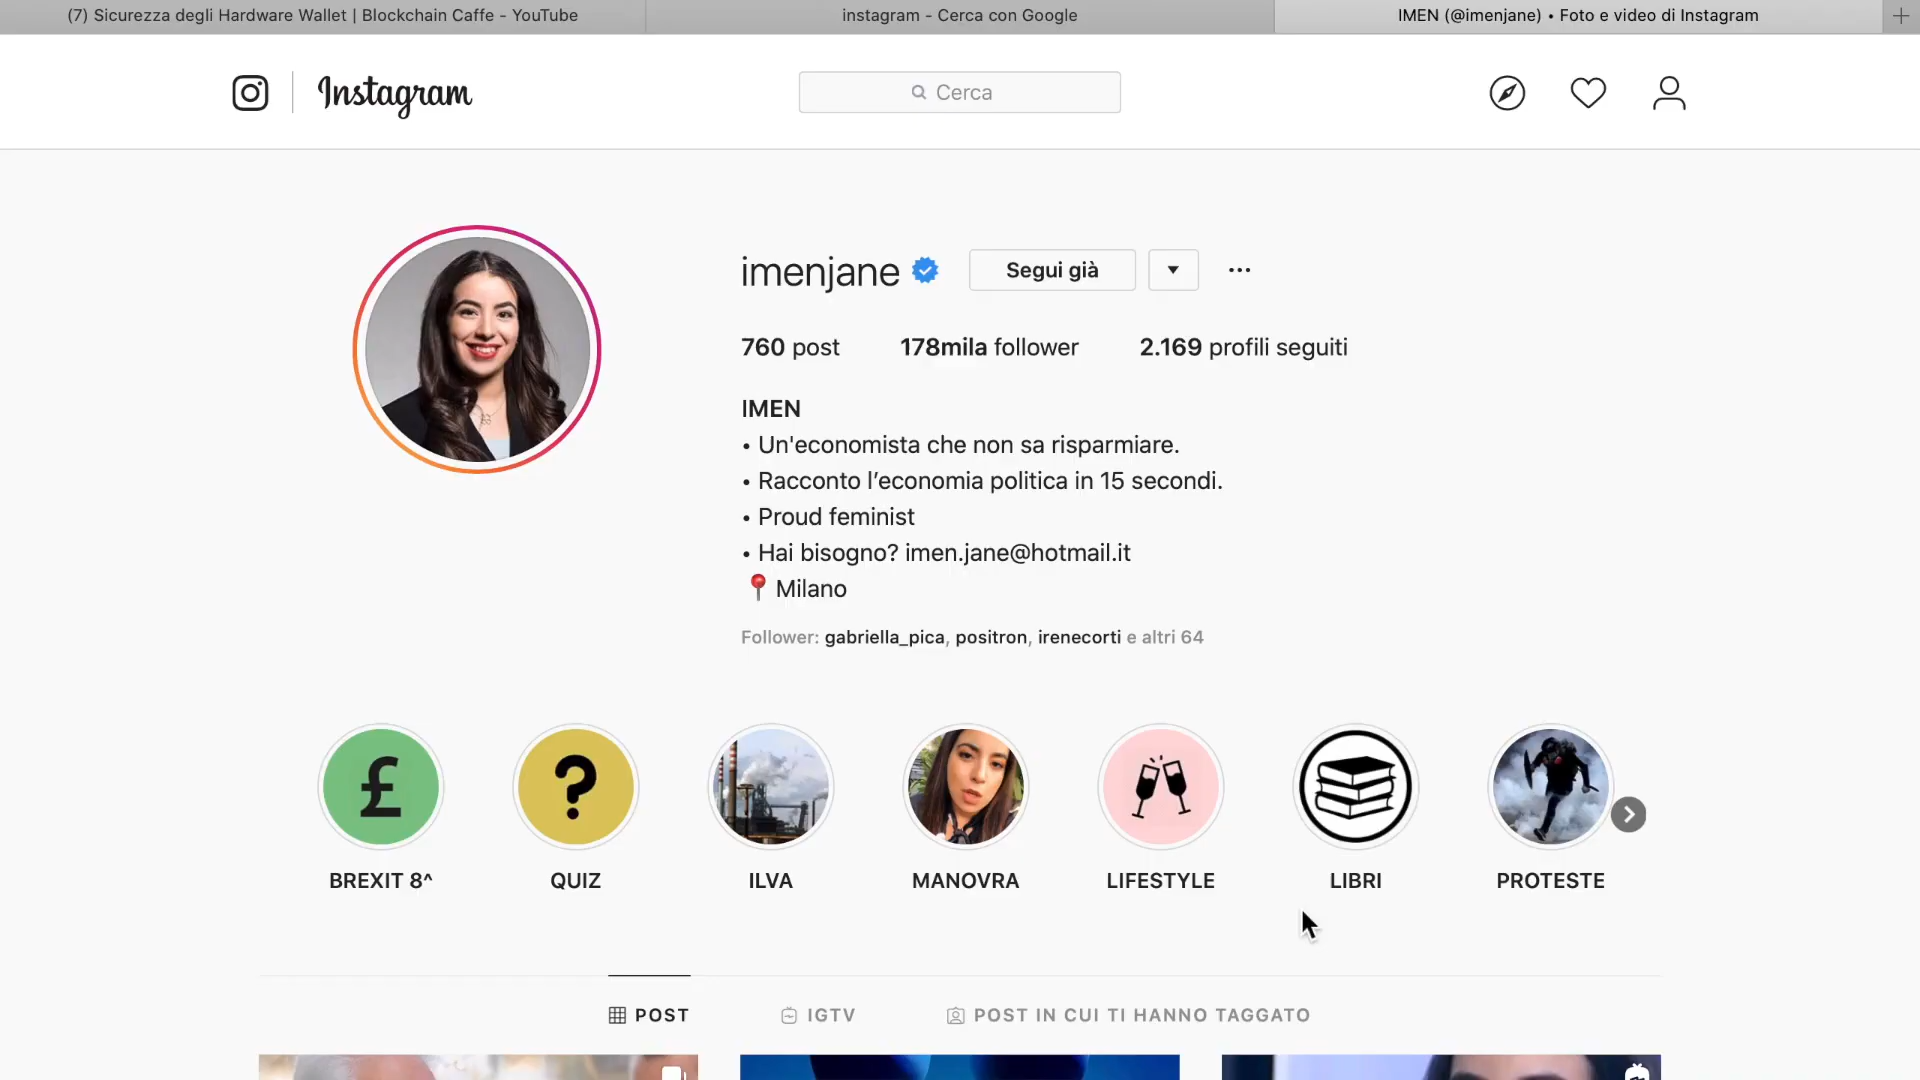 (7) Sicurezza degli Hardware Wallet | Blockchain Caffe - YouTube
instagram - Cerca con Google
IMEN (@imenjane) • Foto e video di Instagram
Instagram
Cerca
imenjane
Segui già
760 post
178mila follower
2.169 profili seguiti
IMEN
• Un'economista che non sa risparmiare.
• Racconto l’economia politica in 15 secondi.
• Proud feminist
• Hai bisogno? imen.jane@hotmail.it
📍 Milano
Follower: gabriella_pica, positron, irenecorti e altri 64
£
?
BREXIT 8^
QUIZ
ILVA
MANOVRA
LIFESTYLE
LIBRI
PROTESTE
POST
IGTV
POST IN CUI TI HANNO TAGGATO